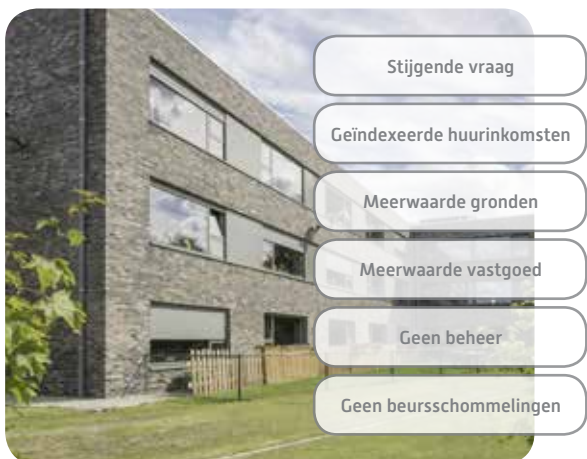 Stijgende vraag
Geïndexeerde huurinkomsten
Meerwaarde gronden
Meerwaarde vastgoed
Geen beheer
Geen beursschommelingen